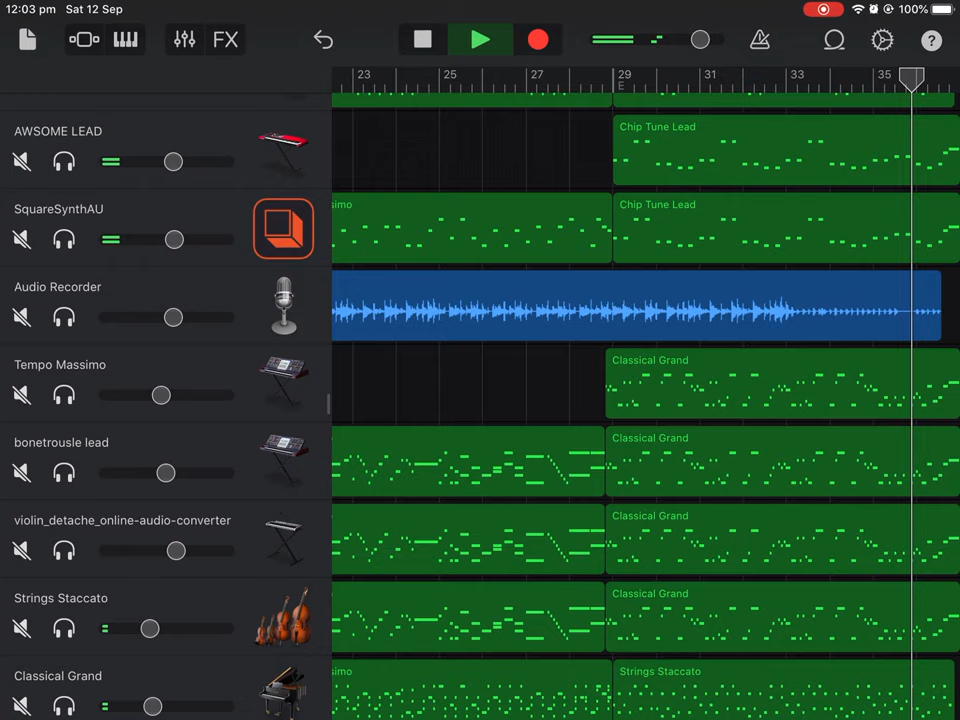 12:03 pm Sat 12 Sep
100%
FX
?
23 25 27 29 31 33 35
E
AWSOME LEAD
Chip Tune Lead
SquareSynthAU
simo
Chip Tune Lead
Audio Recorder
Tempo Massimo
Classical Grand
bonetrousle lead
Classical Grand
violin_detache_online-audio-converter
Classical Grand
Strings Staccato
Classical Grand
Classical Grand
simo
Strings Staccato